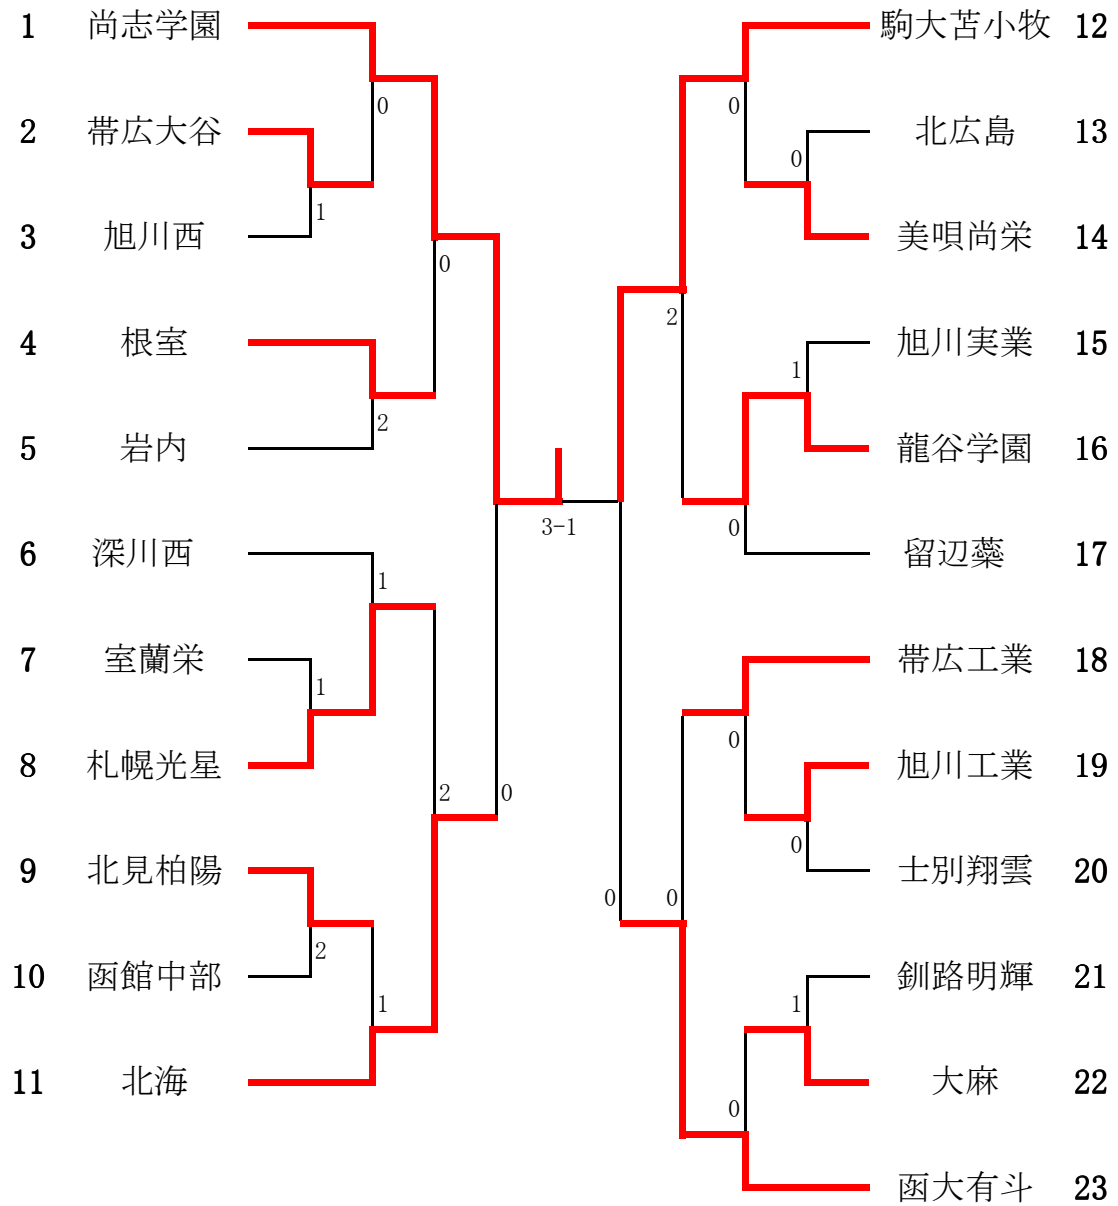 1 尚志学園
2 帯広大谷
3 旭川西
4 根室
5 岩内
6 深川西
7 室蘭栄
8 札幌光星
9 北見柏陽
10 函館中部
11 北海
0
1
0
2
1
1
2
0
2
1
3-1
駒大苫小牧 12
北広島 13
美唄尚栄 14
旭川実業 15
龍谷学園 16
留辺蘂 17
帯広工業 18
旭川工業 19
士別翔雲 20
釧路明輝 21
大麻 22
函大有斗 23
0
0
2
1
0
0
0
0
0
1
0